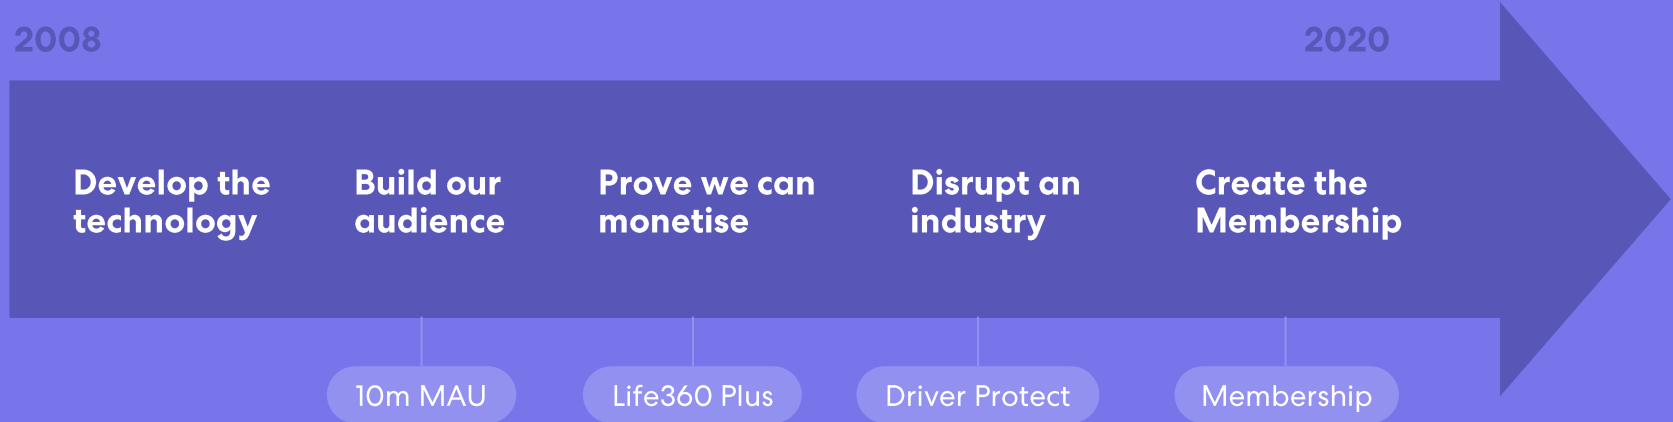 2008
2020
Develop the
technology
Build our
audience
Prove we can
monetise
Disrupt an
industry
Create the
Membership
10m MAU
Life360 Plus
Driver Protect
Membership